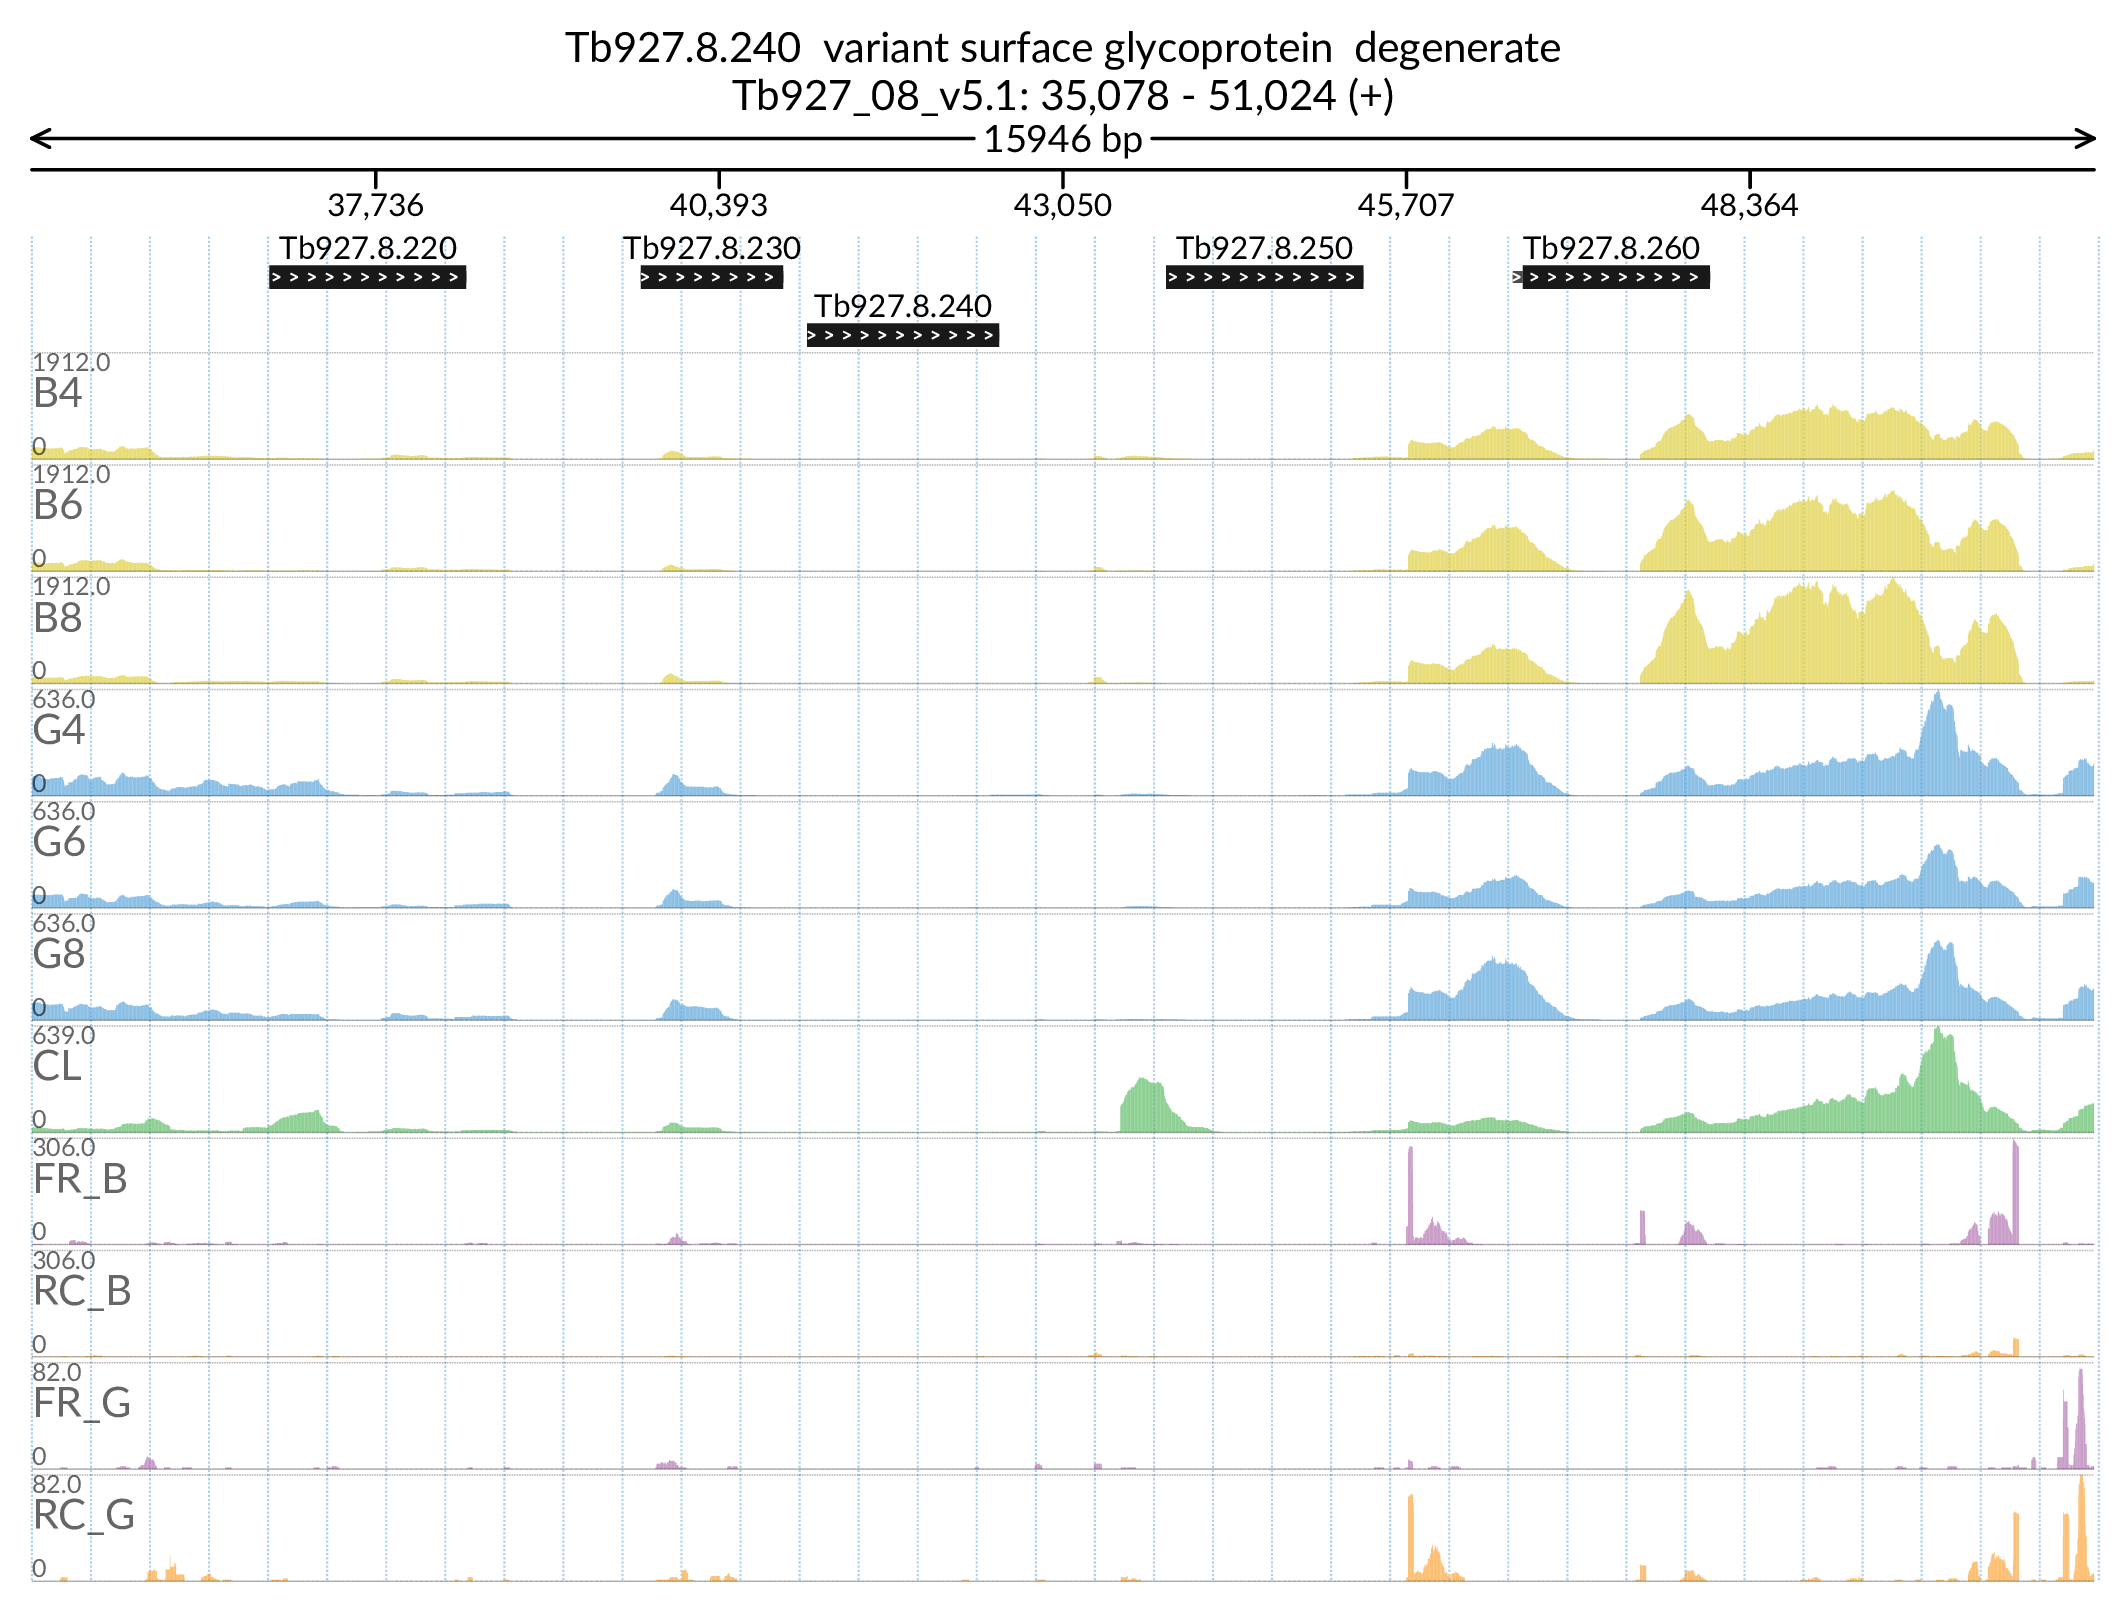 Tb927.8.240  variant surface glycoprotein  degenerate
Tb927_08_v5.1: 35,078 - 51,024 (+)
15946 bp
37,736 40,393 43,050 45,707 48,364
Tb927.8.220 Tb927.8.230 Tb927.8.250 Tb927.8.260
Tb927.8.240
1912.0
B4
0
1912.0
B6
0
1912.0
B8
0
636.0
G4
0
636.0
G6
0
636.0
G8
0
639.0
CL
0
306.0
FR_B
0
306.0
RC_B
0
82.0
FR_G
0
82.0
RC_G
0